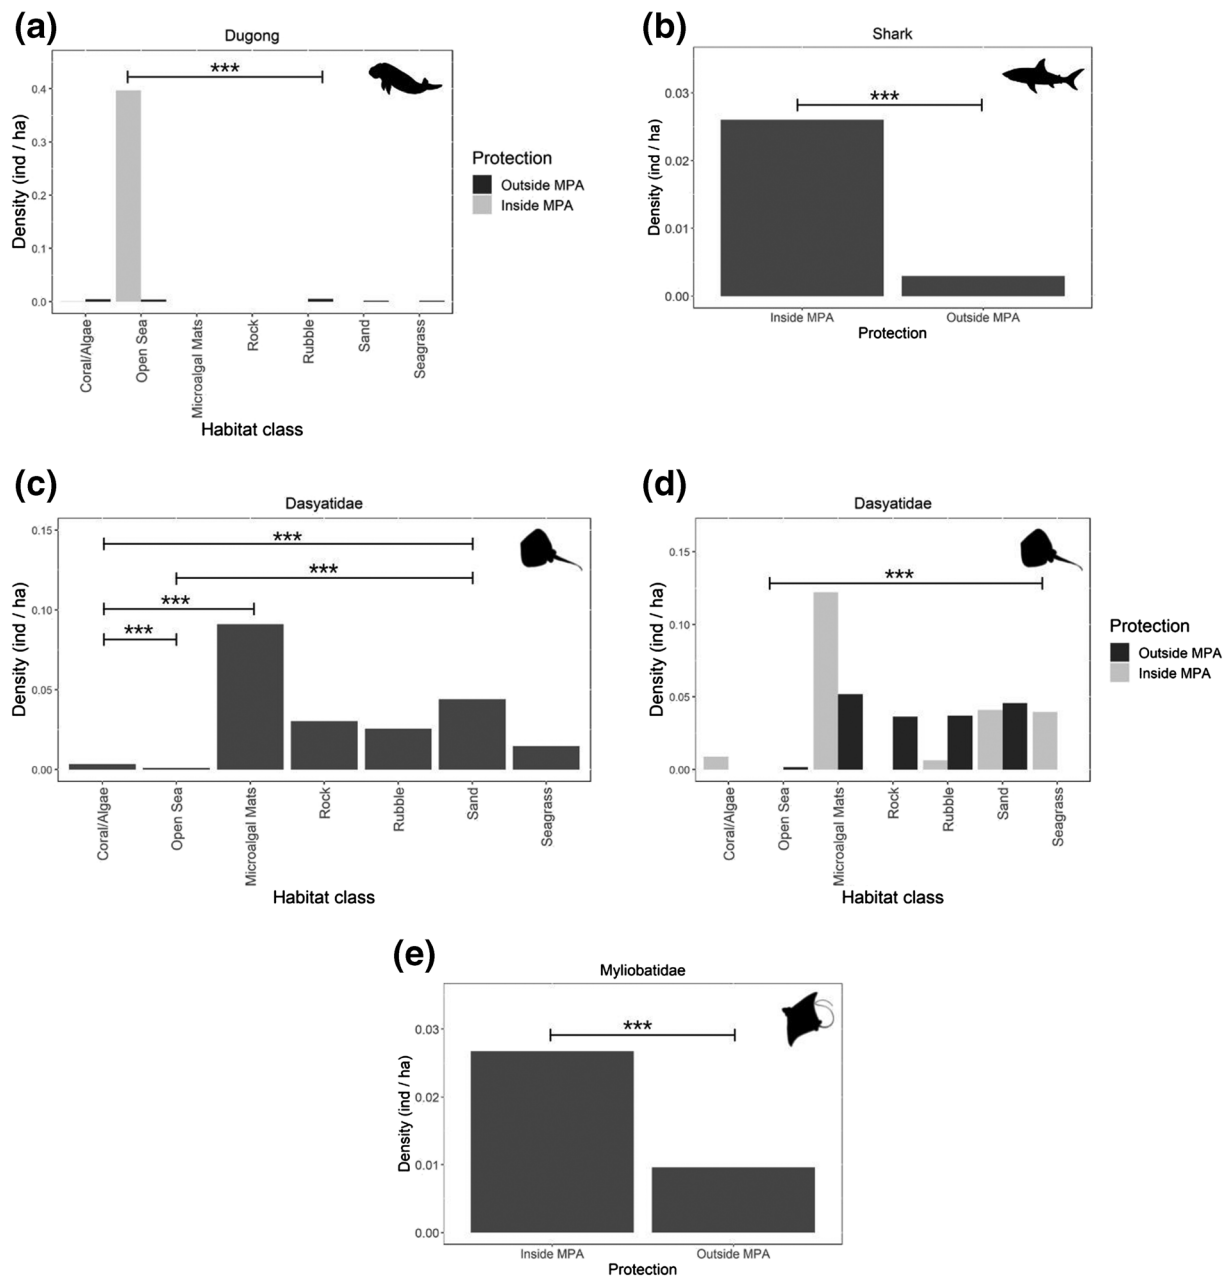 (a)
Dugong
***
0.4
0.3
0.2
0.1
0.0
Density (ind / ha)
Coral/Algae
Open Sea
Microalgal Mats
Rock
Rubble
Sand
Seagrass
Habitat class
Protection
Outside MPA
Inside MPA
(b)
Shark
***
0.03
0.02
0.01
0.00
Density (ind / ha)
Inside MPA
Outside MPA
Protection
(c)
Dasyatidae
***
***
***
***
0.15
0.10
0.05
0.00
Density (ind / ha)
Coral/Algae
Open Sea
Microalgal Mats
Rock
Rubble
Sand
Seagrass
Habitat class
(d)
Dasyatidae
***
0.15
0.10
0.05
0.00
Density (ind / ha)
Coral/Algae
Open Sea
Microalgal Mats
Rock
Rubble
Sand
Seagrass
Habitat class
Protection
Outside MPA
Inside MPA
(e)
Myliobatidae
***
0.03
0.02
0.01
0.00
Density (ind / ha)
Inside MPA
Outside MPA
Protection